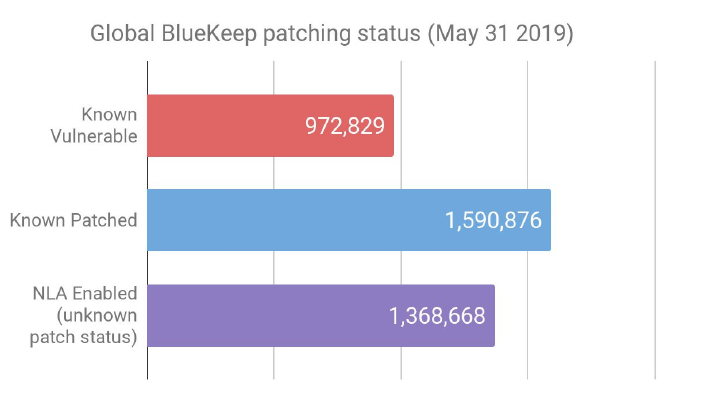 Global BlueKeep patching status (May 31 2019)
Known
Vulnerable
972,829
Known Patched
1,590,876
NLA Enabled
(unknown
patch status)
1,368,668